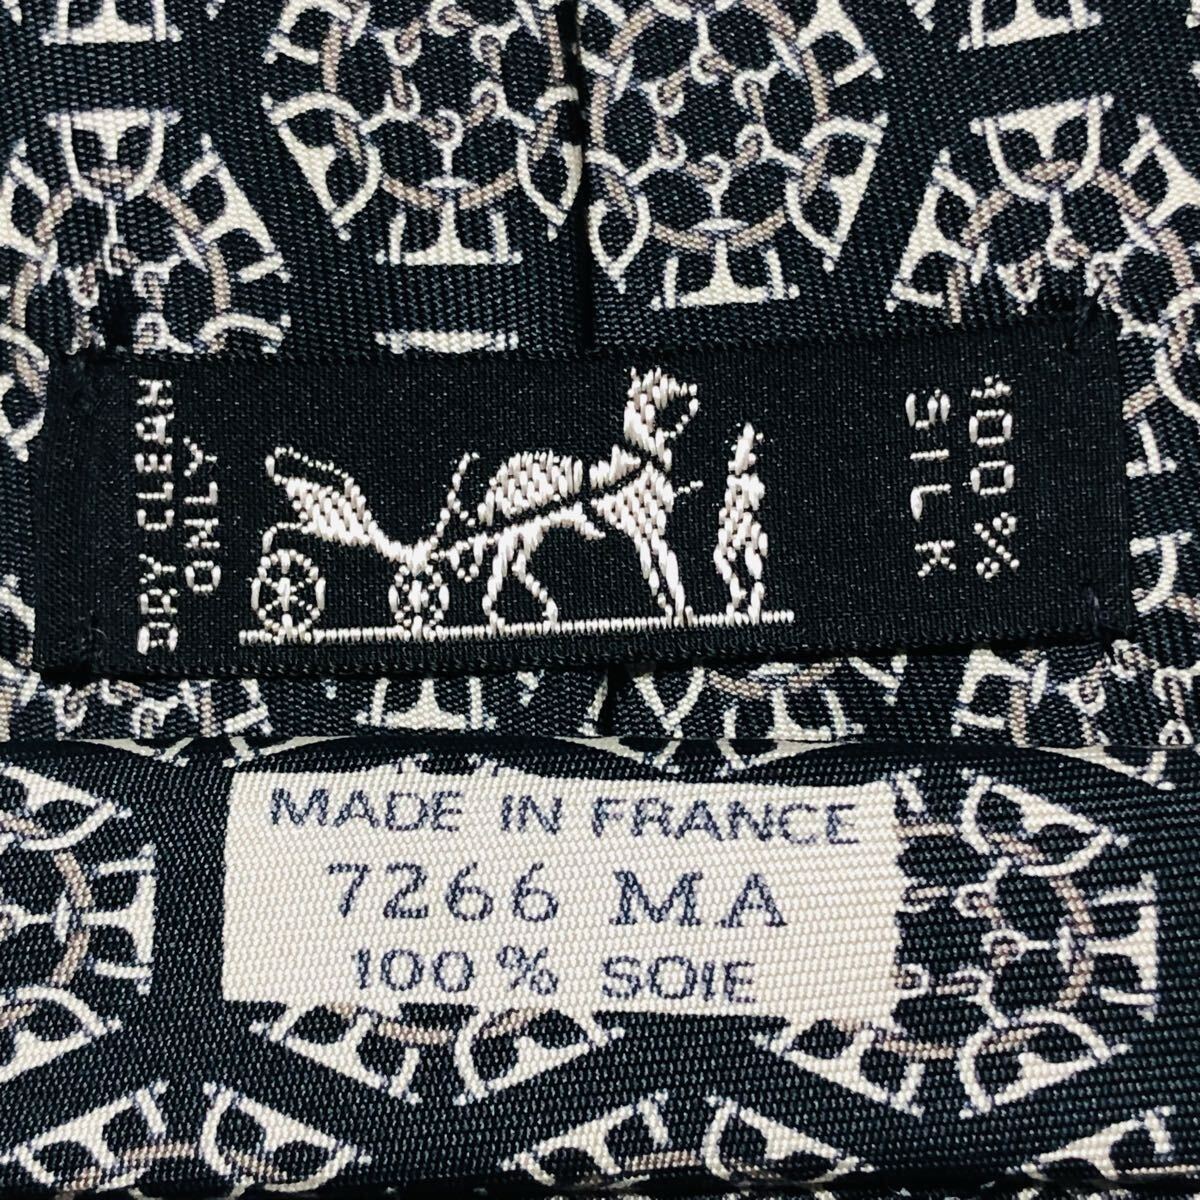 DRY CLEAN
ONLY
100%
SILK
MADE IN FRANCE
7266 MA
100% SOIE